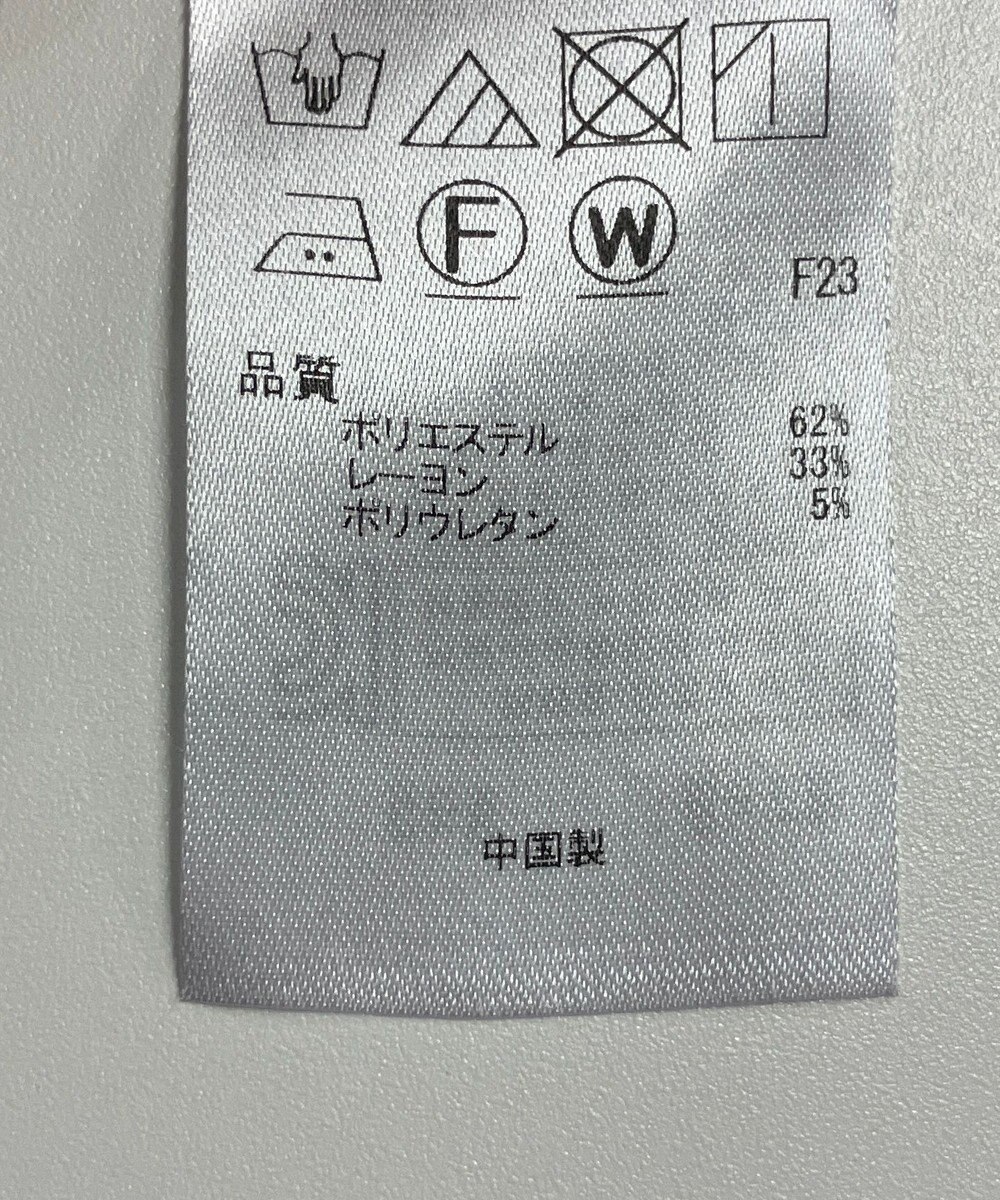 F W
F23
品質
ポリエステル 62%
レーヨン 33%
ポリウレタン 5%
中国製